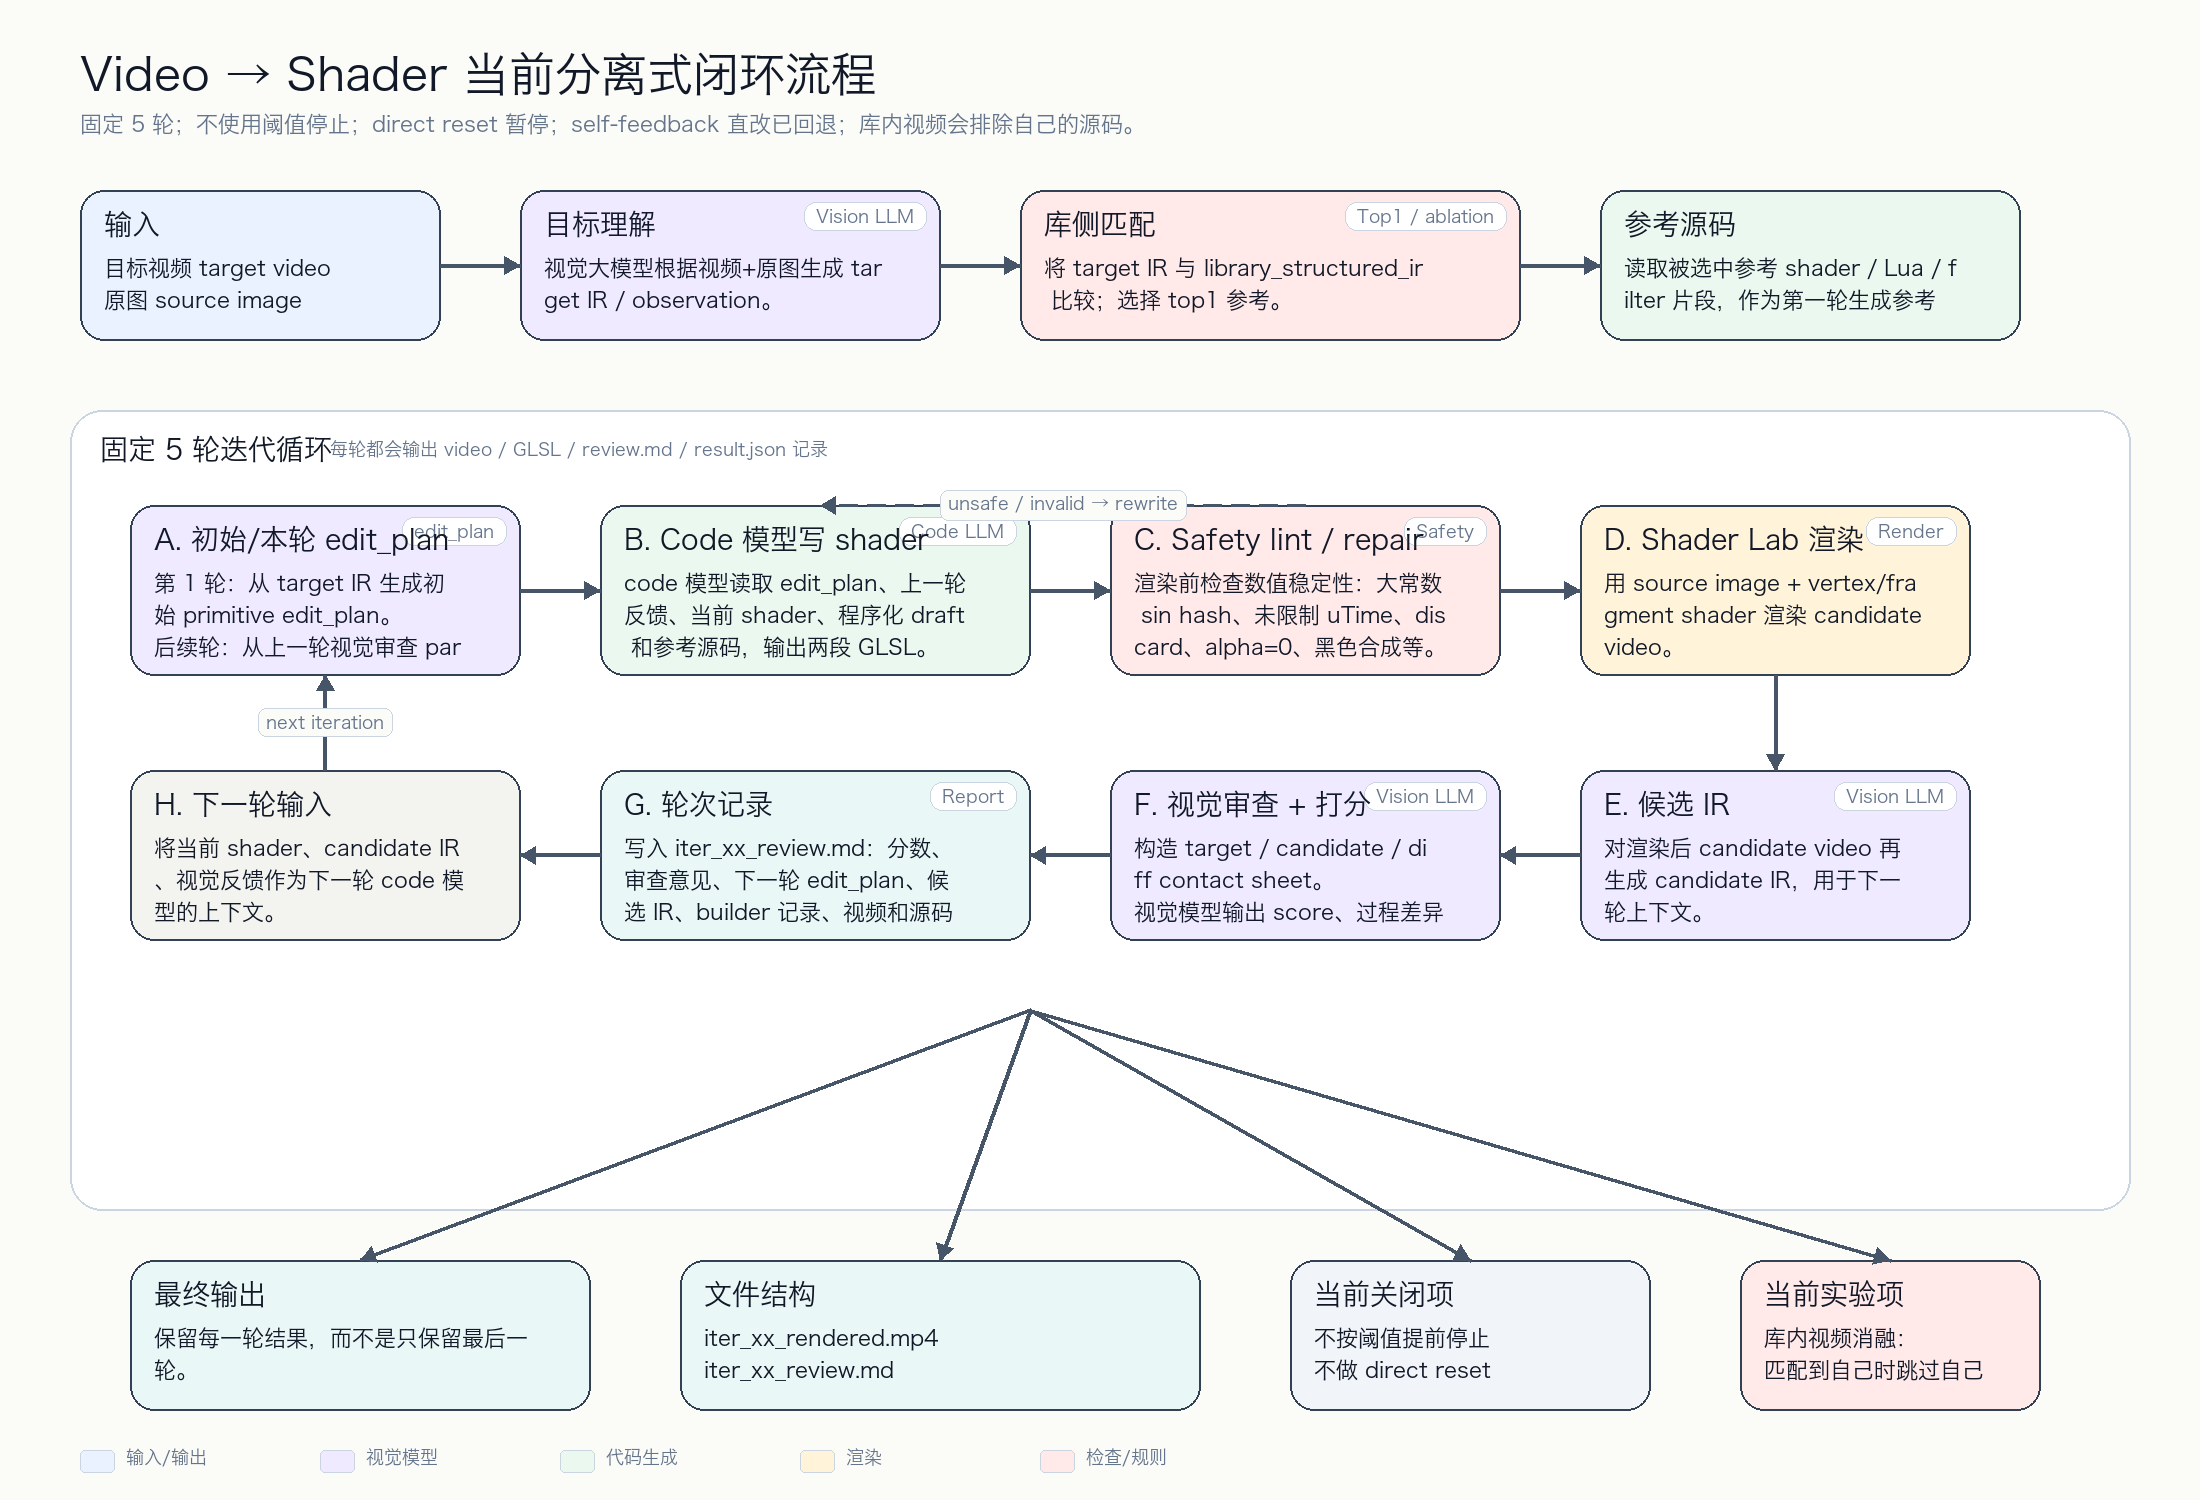 Video → Shader 当前分离式闭环流程
固定 5 轮；不使用阈值停止；direct reset 暂停；self-feedback 直改已回退；库内视频会排除自己的源码。
输入
目标视频 target video
原图 source image
目标理解
Vision LLM
视觉大模型根据视频+原图生成 tar
get IR / observation。
库侧匹配
Top1 / ablation
将 target IR 与 library_structured_ir
比较；选择 top1 参考。
参考源码
读取被选中参考 shader / Lua / f
ilter 片段，作为第一轮生成参考
固定 5 轮迭代循环
每轮都会输出 video / GLSL / review.md / result.json 记录
unsafe / invalid → rewrite
A. 初始/本轮 edit_plan
edit_plan
第 1 轮：从 target IR 生成初
始 primitive edit_plan。
后续轮：从上一轮视觉审查 par
B. Code 模型写 shader
Code LLM
code 模型读取 edit_plan、上一轮
反馈、当前 shader、程序化 draft
和参考源码，输出两段 GLSL。
C. Safety lint / repair
Safety
渲染前检查数值稳定性：大常数
sin hash、未限制 uTime、dis
card、alpha=0、黑色合成等。
D. Shader Lab 渲染
Render
用 source image + vertex/fra
gment shader 渲染 candidate
video。
next iteration
H. 下一轮输入
将当前 shader、candidate IR
、视觉反馈作为下一轮 code 模
型的上下文。
G. 轮次记录
Report
写入 iter_xx_review.md：分数、
审查意见、下一轮 edit_plan、候
选 IR、builder 记录、视频和源码
F. 视觉审查 + 打分
Vision LLM
构造 target / candidate / di
ff contact sheet。
视觉模型输出 score、过程差异
E. 候选 IR
Vision LLM
对渲染后 candidate video 再
生成 candidate IR，用于下一
轮上下文。
最终输出
保留每一轮结果，而不是只保留最后一
轮。
文件结构
iter_xx_rendered.mp4
iter_xx_review.md
当前关闭项
不按阈值提前停止
不做 direct reset
当前实验项
库内视频消融：
匹配到自己时跳过自己
输入/输出
视觉模型
代码生成
渲染
检查/规则